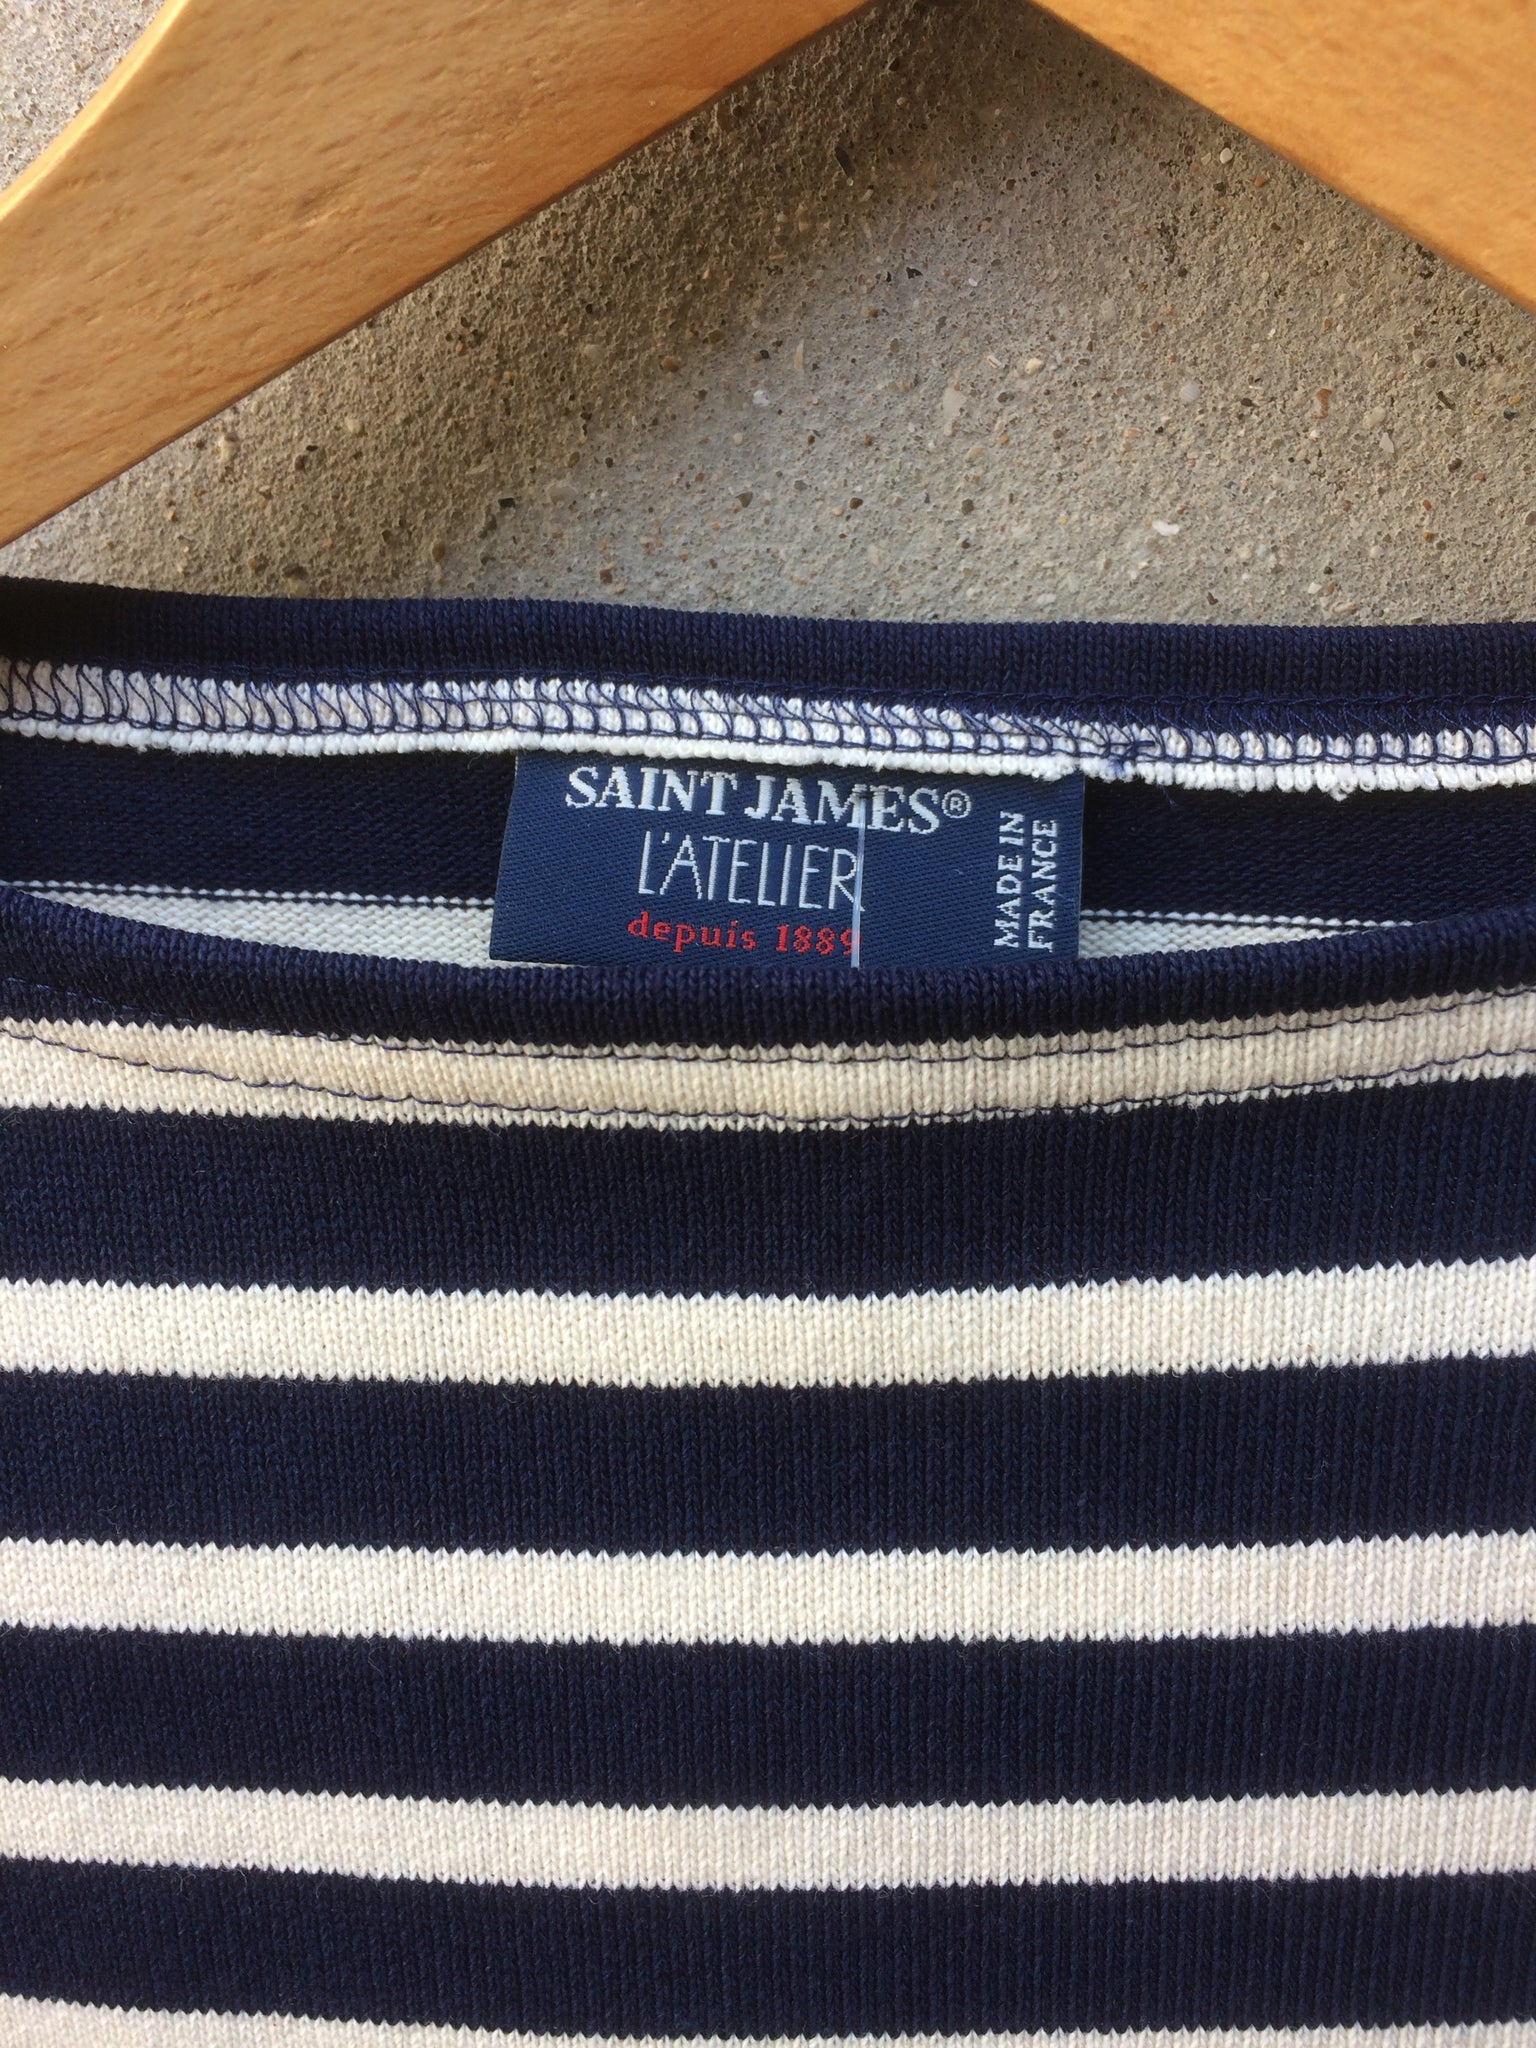 SAINT JAMES®
L'ATELIER
depuis 1889
MADE IN
FRANCE